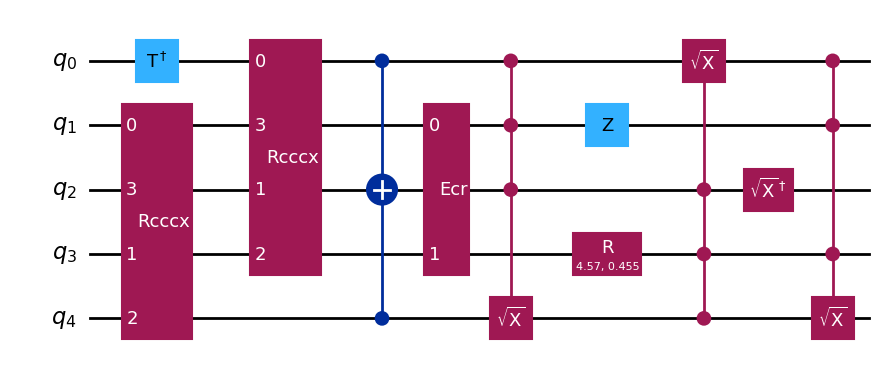 q0 T† 0 0 √X
q1 0 3 Rcccx 0 Z
q2 3 1 Ecr √X†
Rcccx
q3 1 2 1 R
4.57, 0.455
q4 2 √X √X